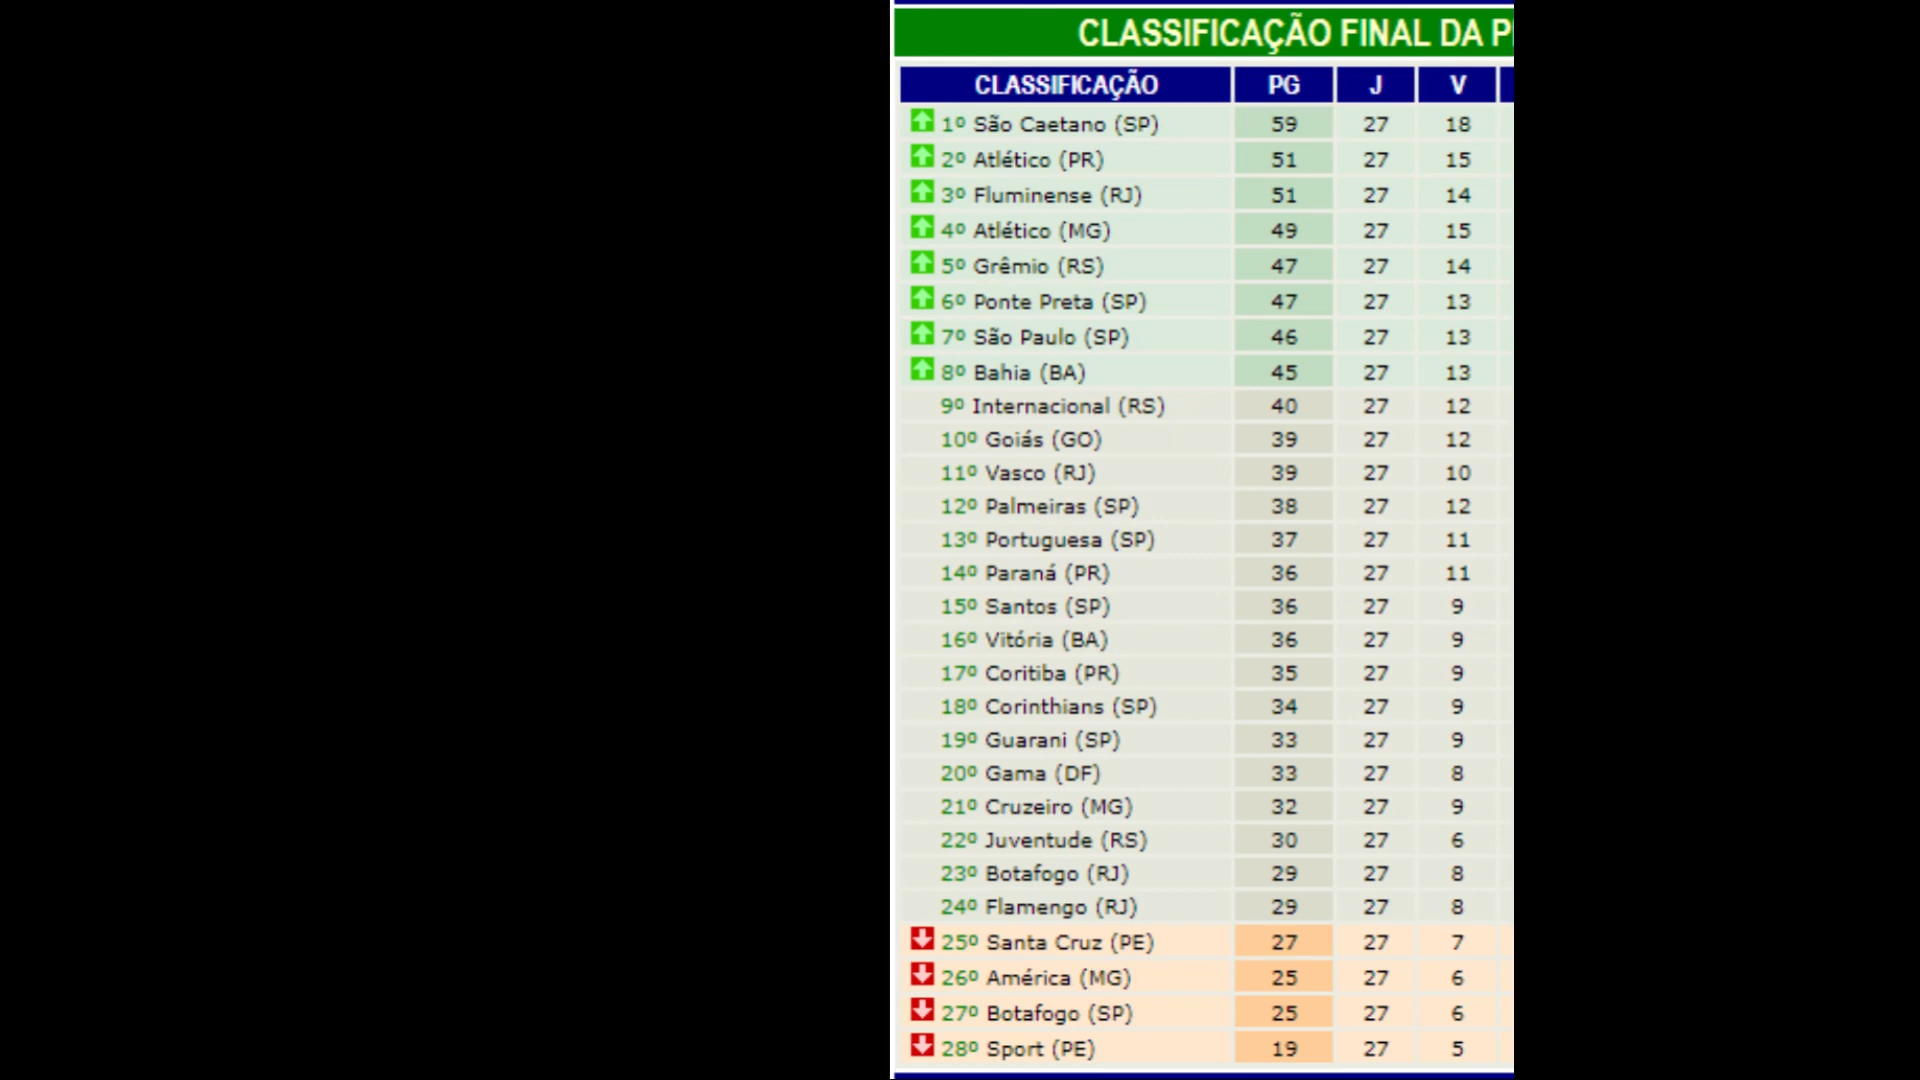 CLASSIFICAÇÃO FINAL DA P
CLASSIFICAÇÃO PG J V
1º São Caetano (SP) 59 27 18
2º Atlético (PR) 51 27 15
3º Fluminense (RJ) 51 27 14
4º Atlético (MG) 49 27 15
5º Grêmio (RS) 47 27 14
6º Ponte Preta (SP) 47 27 13
7º São Paulo (SP) 46 27 13
8º Bahia (BA) 45 27 13
9º Internacional (RS) 40 27 12
10º Goiás (GO) 39 27 12
11º Vasco (RJ) 39 27 10
12º Palmeiras (SP) 38 27 12
13º Portuguesa (SP) 37 27 11
14º Paraná (PR) 36 27 11
15º Santos (SP) 36 27 9
16º Vitória (BA) 36 27 9
17º Coritiba (PR) 35 27 9
18º Corinthians (SP) 34 27 9
19º Guarani (SP) 33 27 9
20º Gama (DF) 33 27 8
21º Cruzeiro (MG) 32 27 9
22º Juventude (RS) 30 27 6
23º Botafogo (RJ) 29 27 8
24º Flamengo (RJ) 29 27 8
25º Santa Cruz (PE) 27 27 7
26º América (MG) 25 27 6
27º Botafogo (SP) 25 27 6
28º Sport (PE) 19 27 5